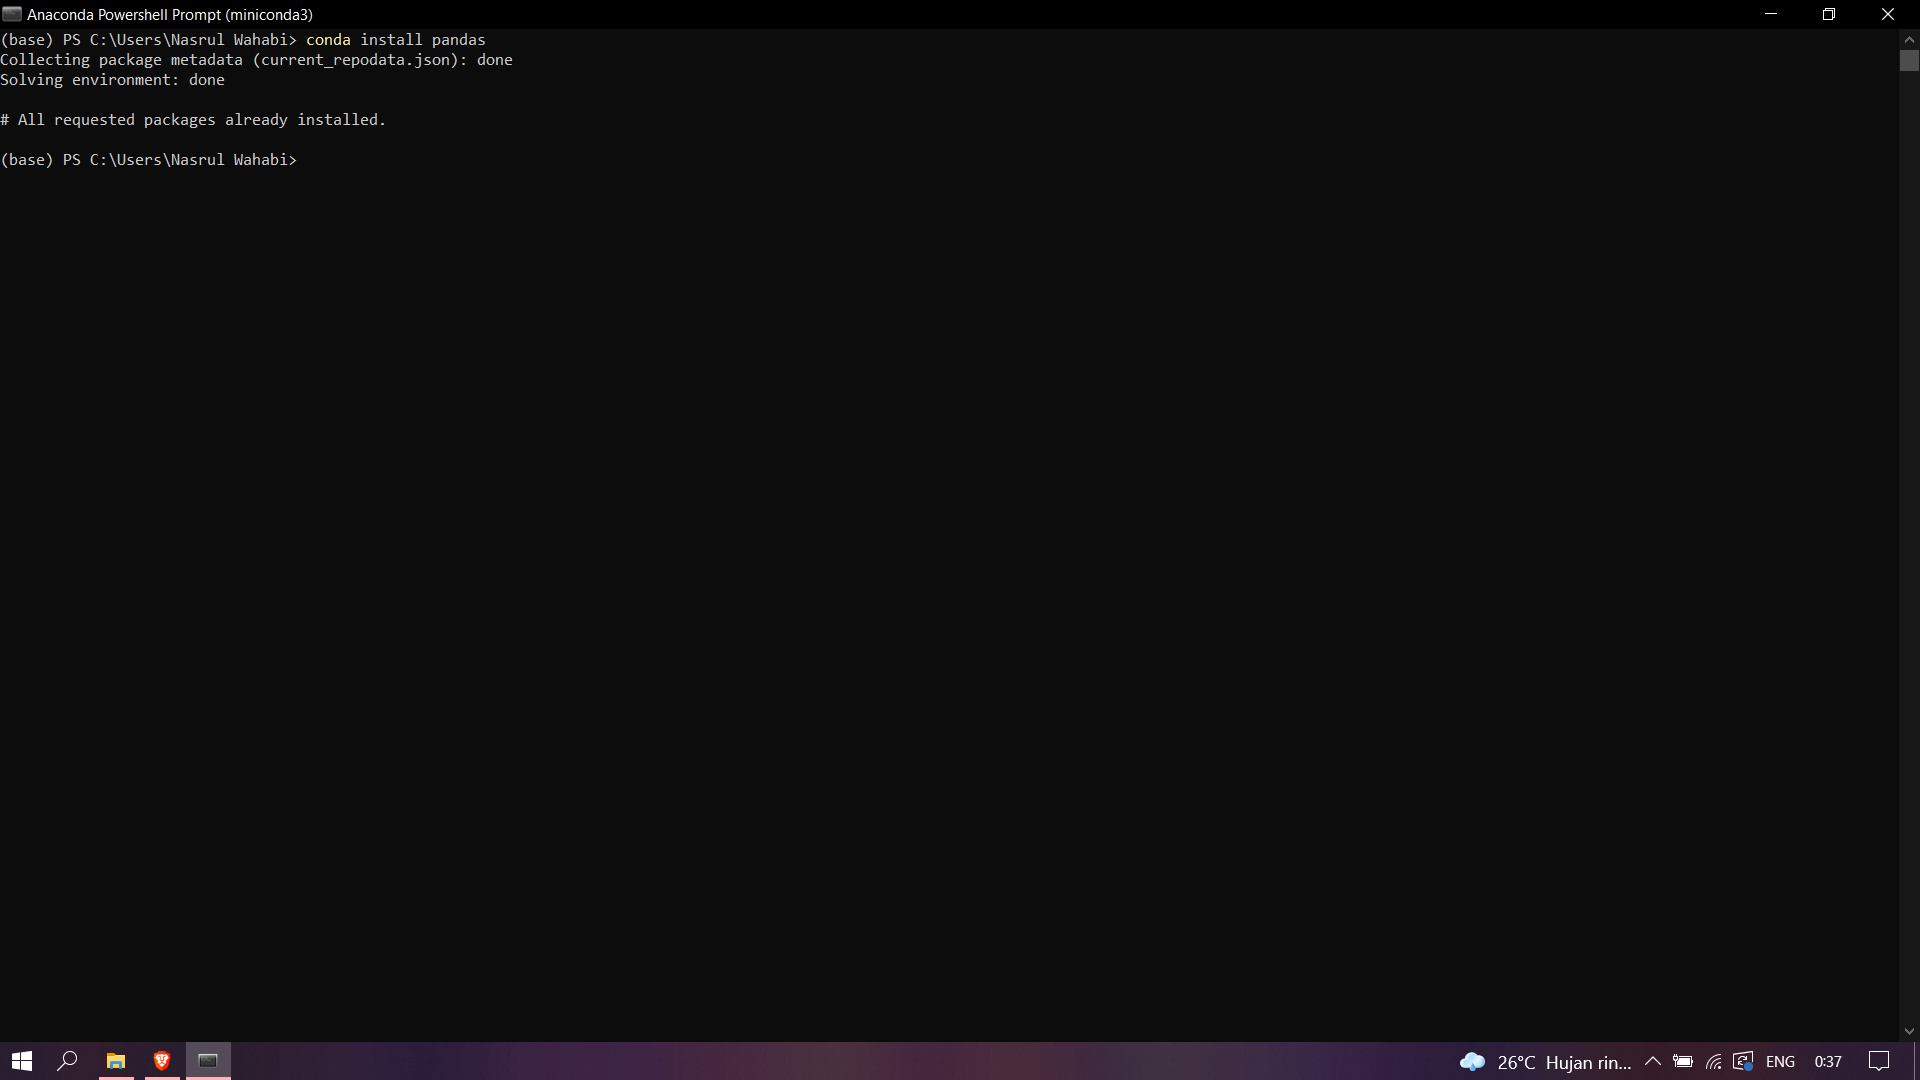 Anaconda Powershell Prompt (miniconda3)
(base) PS C:\Users\Nasrul Wahabi> conda install pandas
Collecting package metadata (current_repodata.json): done
Solving environment: done
# All requested packages already installed.
(base) PS C:\Users\Nasrul Wahabi>
26°C Hujan rin... ENG 0:37